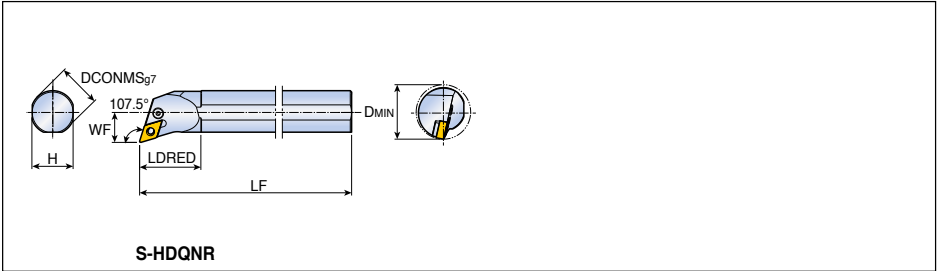 DCONMSg7
107.5°
DMIN
WF
LDRED
H
LF
S-HDQNR